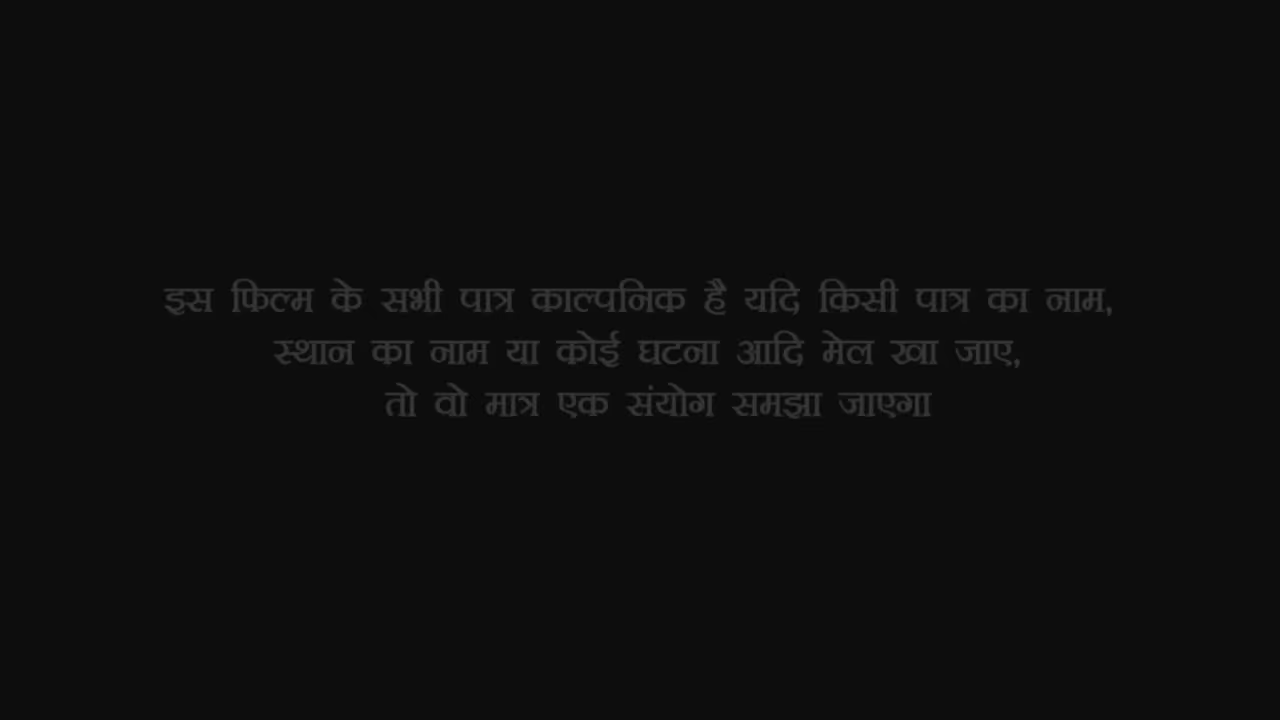 इस फिल्म के सभी पात्र काल्पनिक है यदि किसी पात्र का नाम,
स्थान का नाम या कोई घटना आदि मेल खा जाए,
तो वो मात्र एक संयोग समझा जाएगा